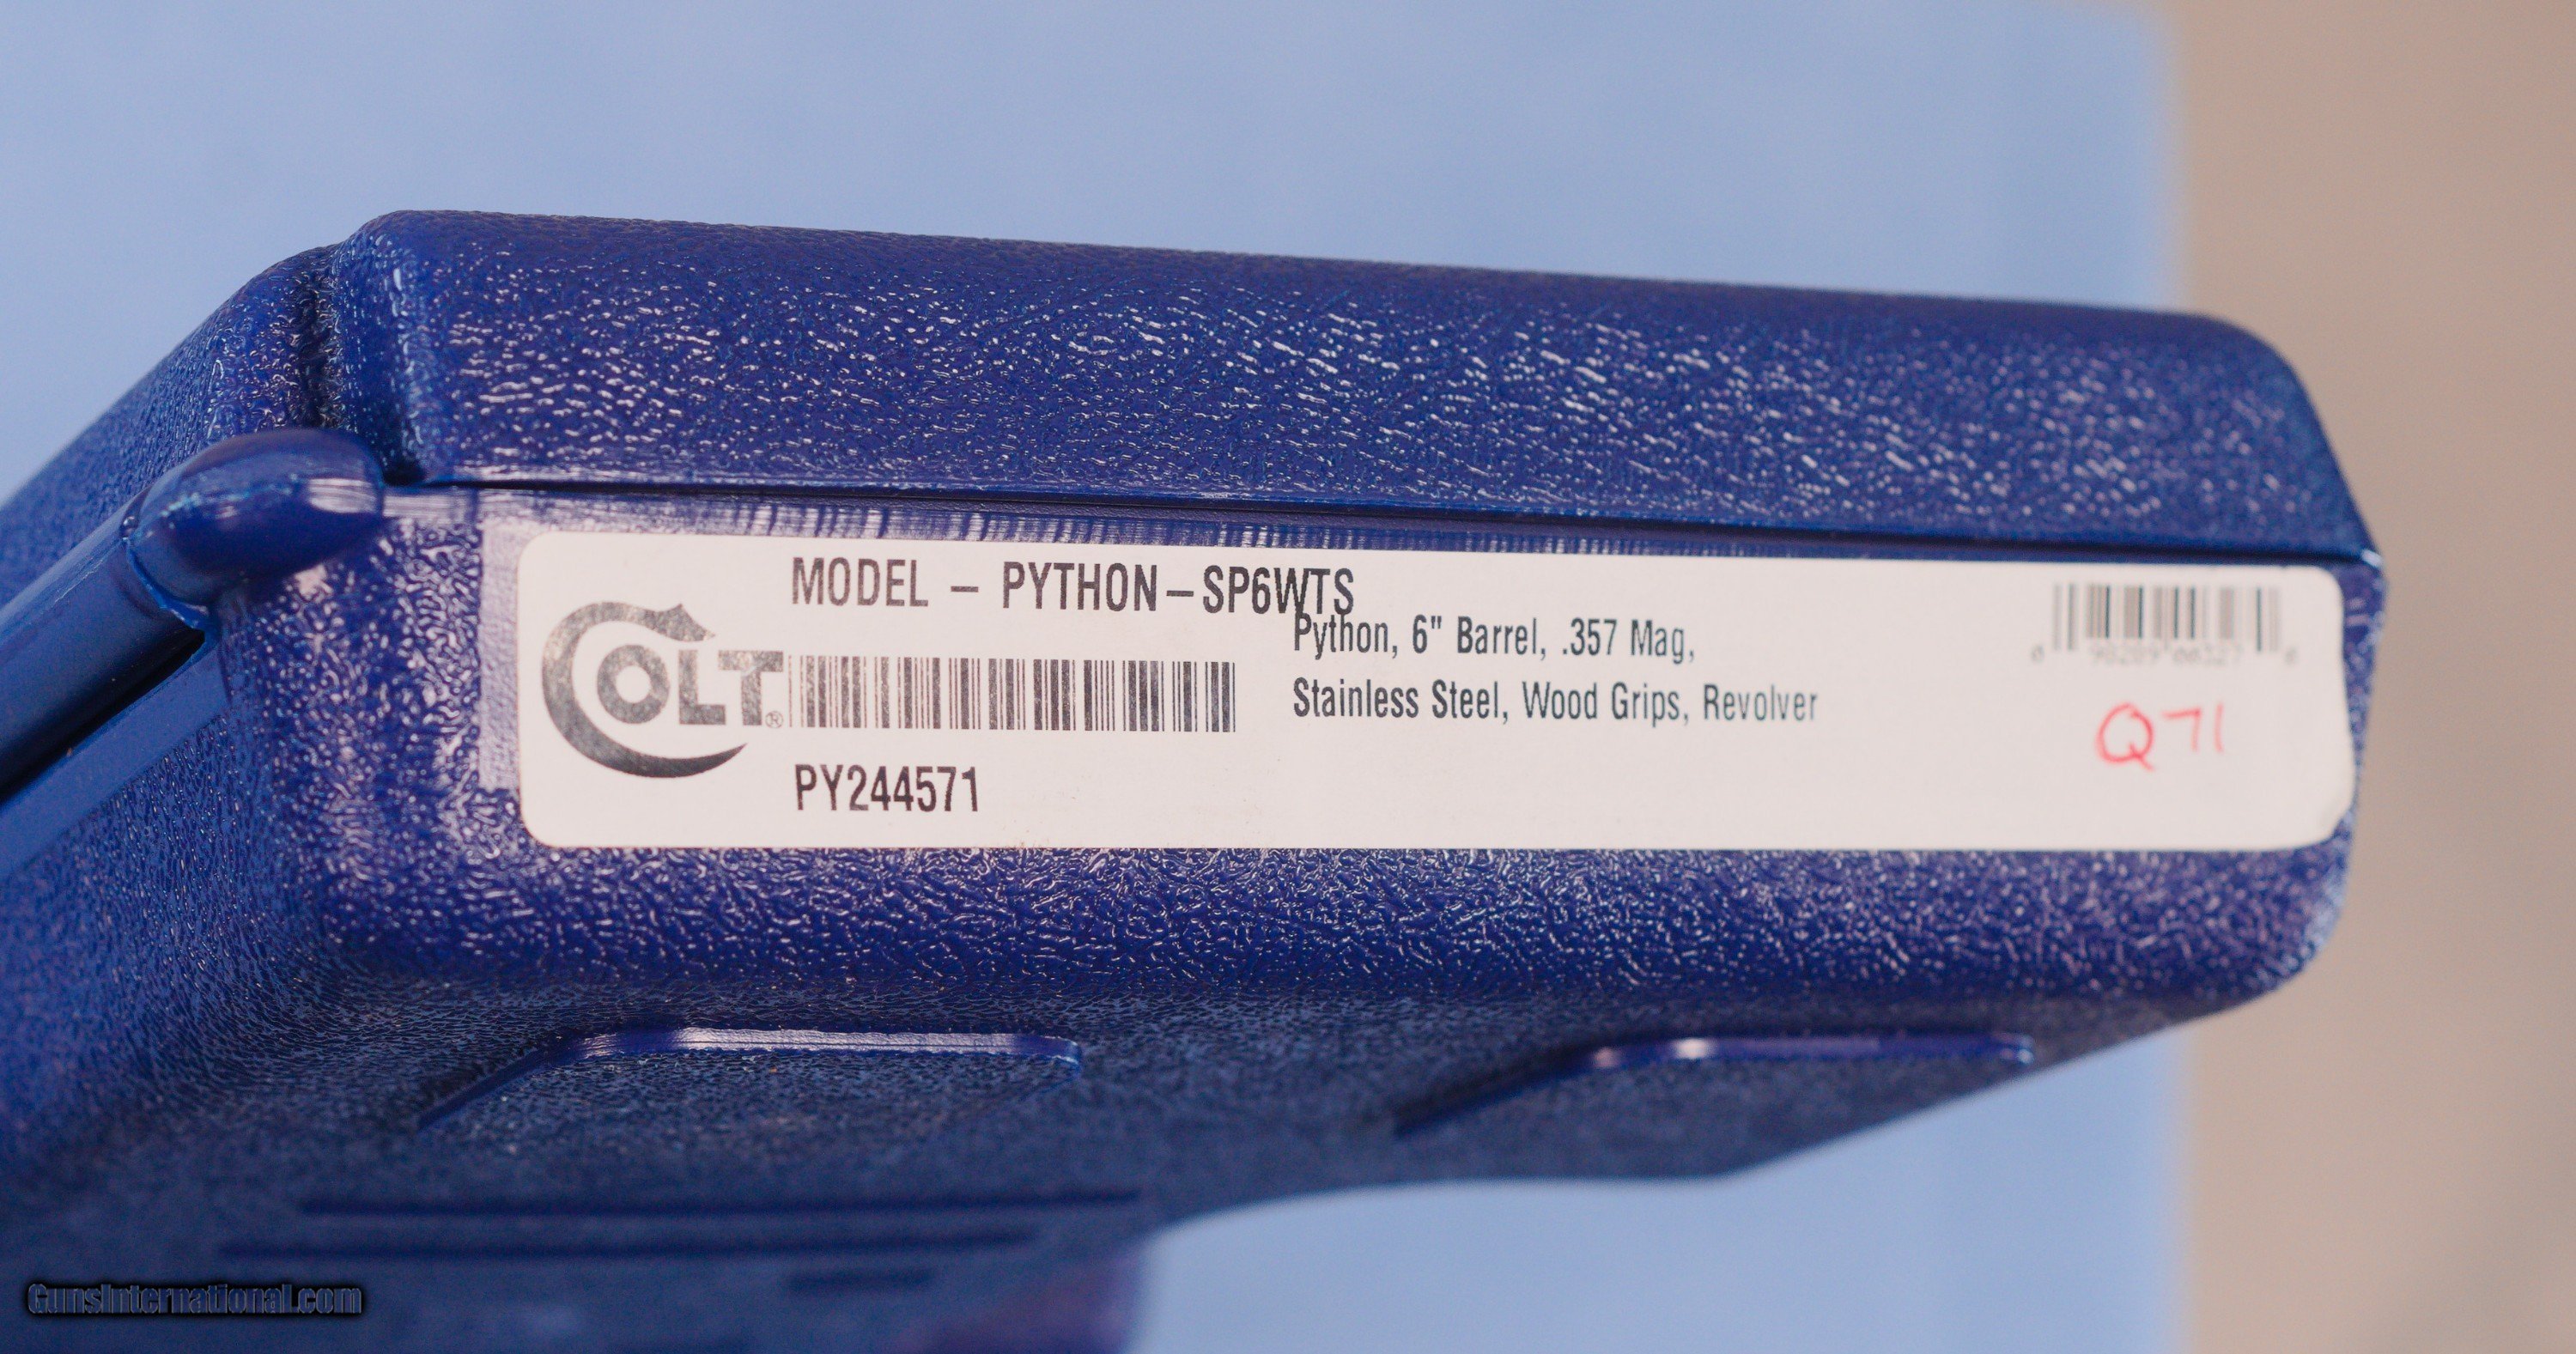 MODEL - PYTHON-SP6WTS
COLT®
Python, 6" Barrel, .357 Mag,
Stainless Steel, Wood Grips, Revolver
PY244571
Q71
GunsInternational.com